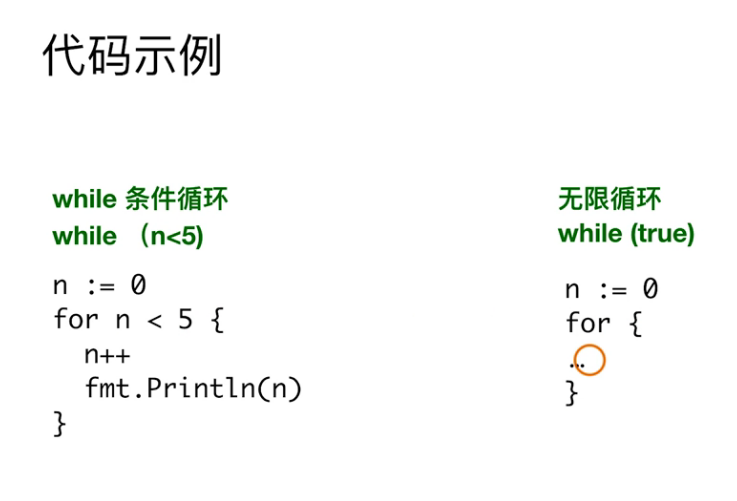 代码示例
while 条件循环
while （n<5)
n := 0
for n < 5 {
  n++
  fmt.Println(n)
}
无限循环
while (true)
n := 0
for {
…
}